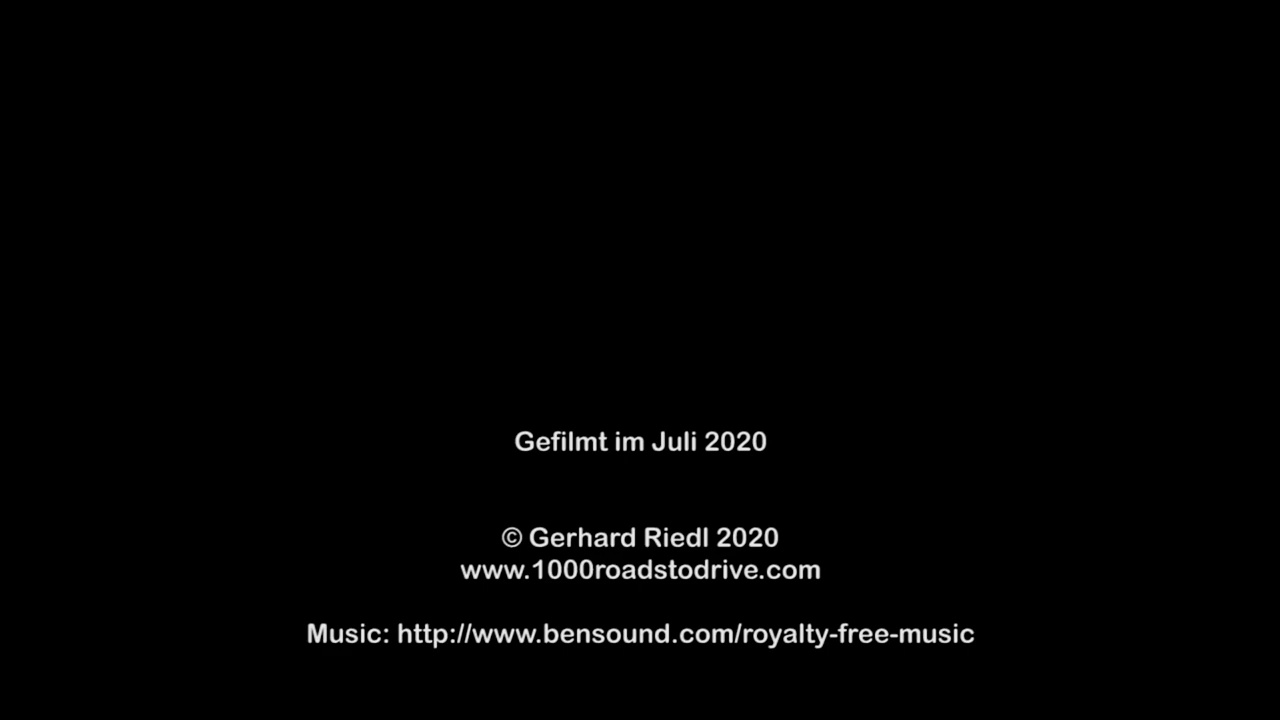 Gefilmt im Juli 2020
© Gerhard Riedl 2020
www.1000roadstodrive.com
Music: http://www.bensound.com/royalty-free-music